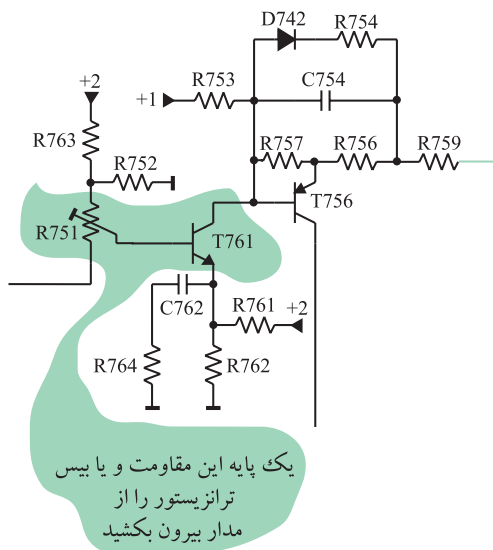 D742
R754
+1
R753
C754
+2
R763
R752
R757
R756
R759
T756
R751
T761
C762
R761
+2
R764
R762
یک پایه این مقاومت و یا بیس
ترانزیستور را از
مدار بیرون بکشید